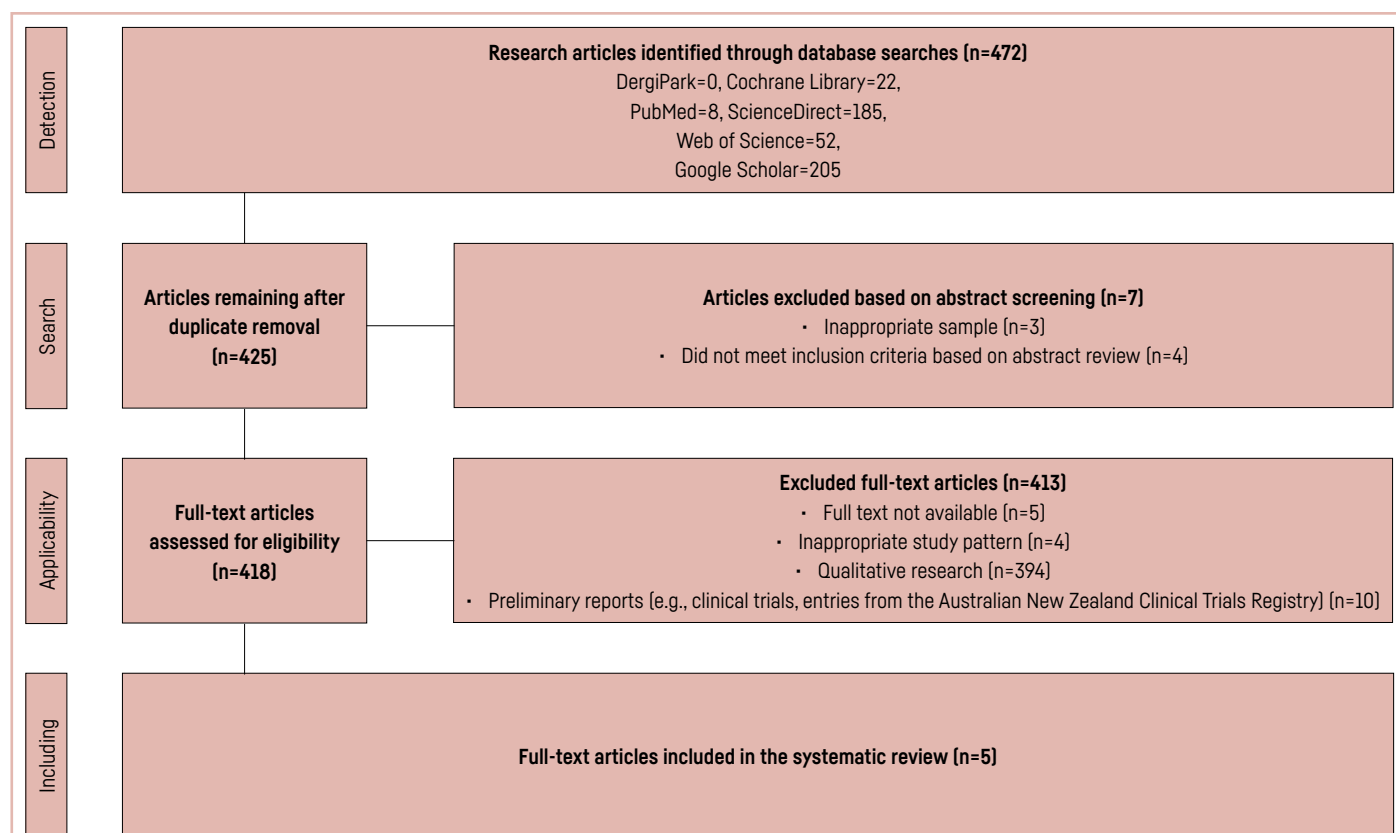 Detection
Research articles identified through database searches (n=472)
DergiPark=0, Cochrane Library=22,
PubMed=8, ScienceDirect=185,
Web of Science=52,
Google Scholar=205
Search
Articles remaining after
duplicate removal
(n=425)
Articles excluded based on abstract screening (n=7)
• Inappropriate sample (n=3)
• Did not meet inclusion criteria based on abstract review (n=4)
Applicability
Full-text articles
assessed for eligibility
(n=418)
Excluded full-text articles (n=413)
• Full text not available (n=5)
• Inappropriate study pattern (n=4)
• Qualitative research (n=394)
• Preliminary reports (e.g., clinical trials, entries from the Australian New Zealand Clinical Trials Registry) (n=10)
Including
Full-text articles included in the systematic review (n=5)